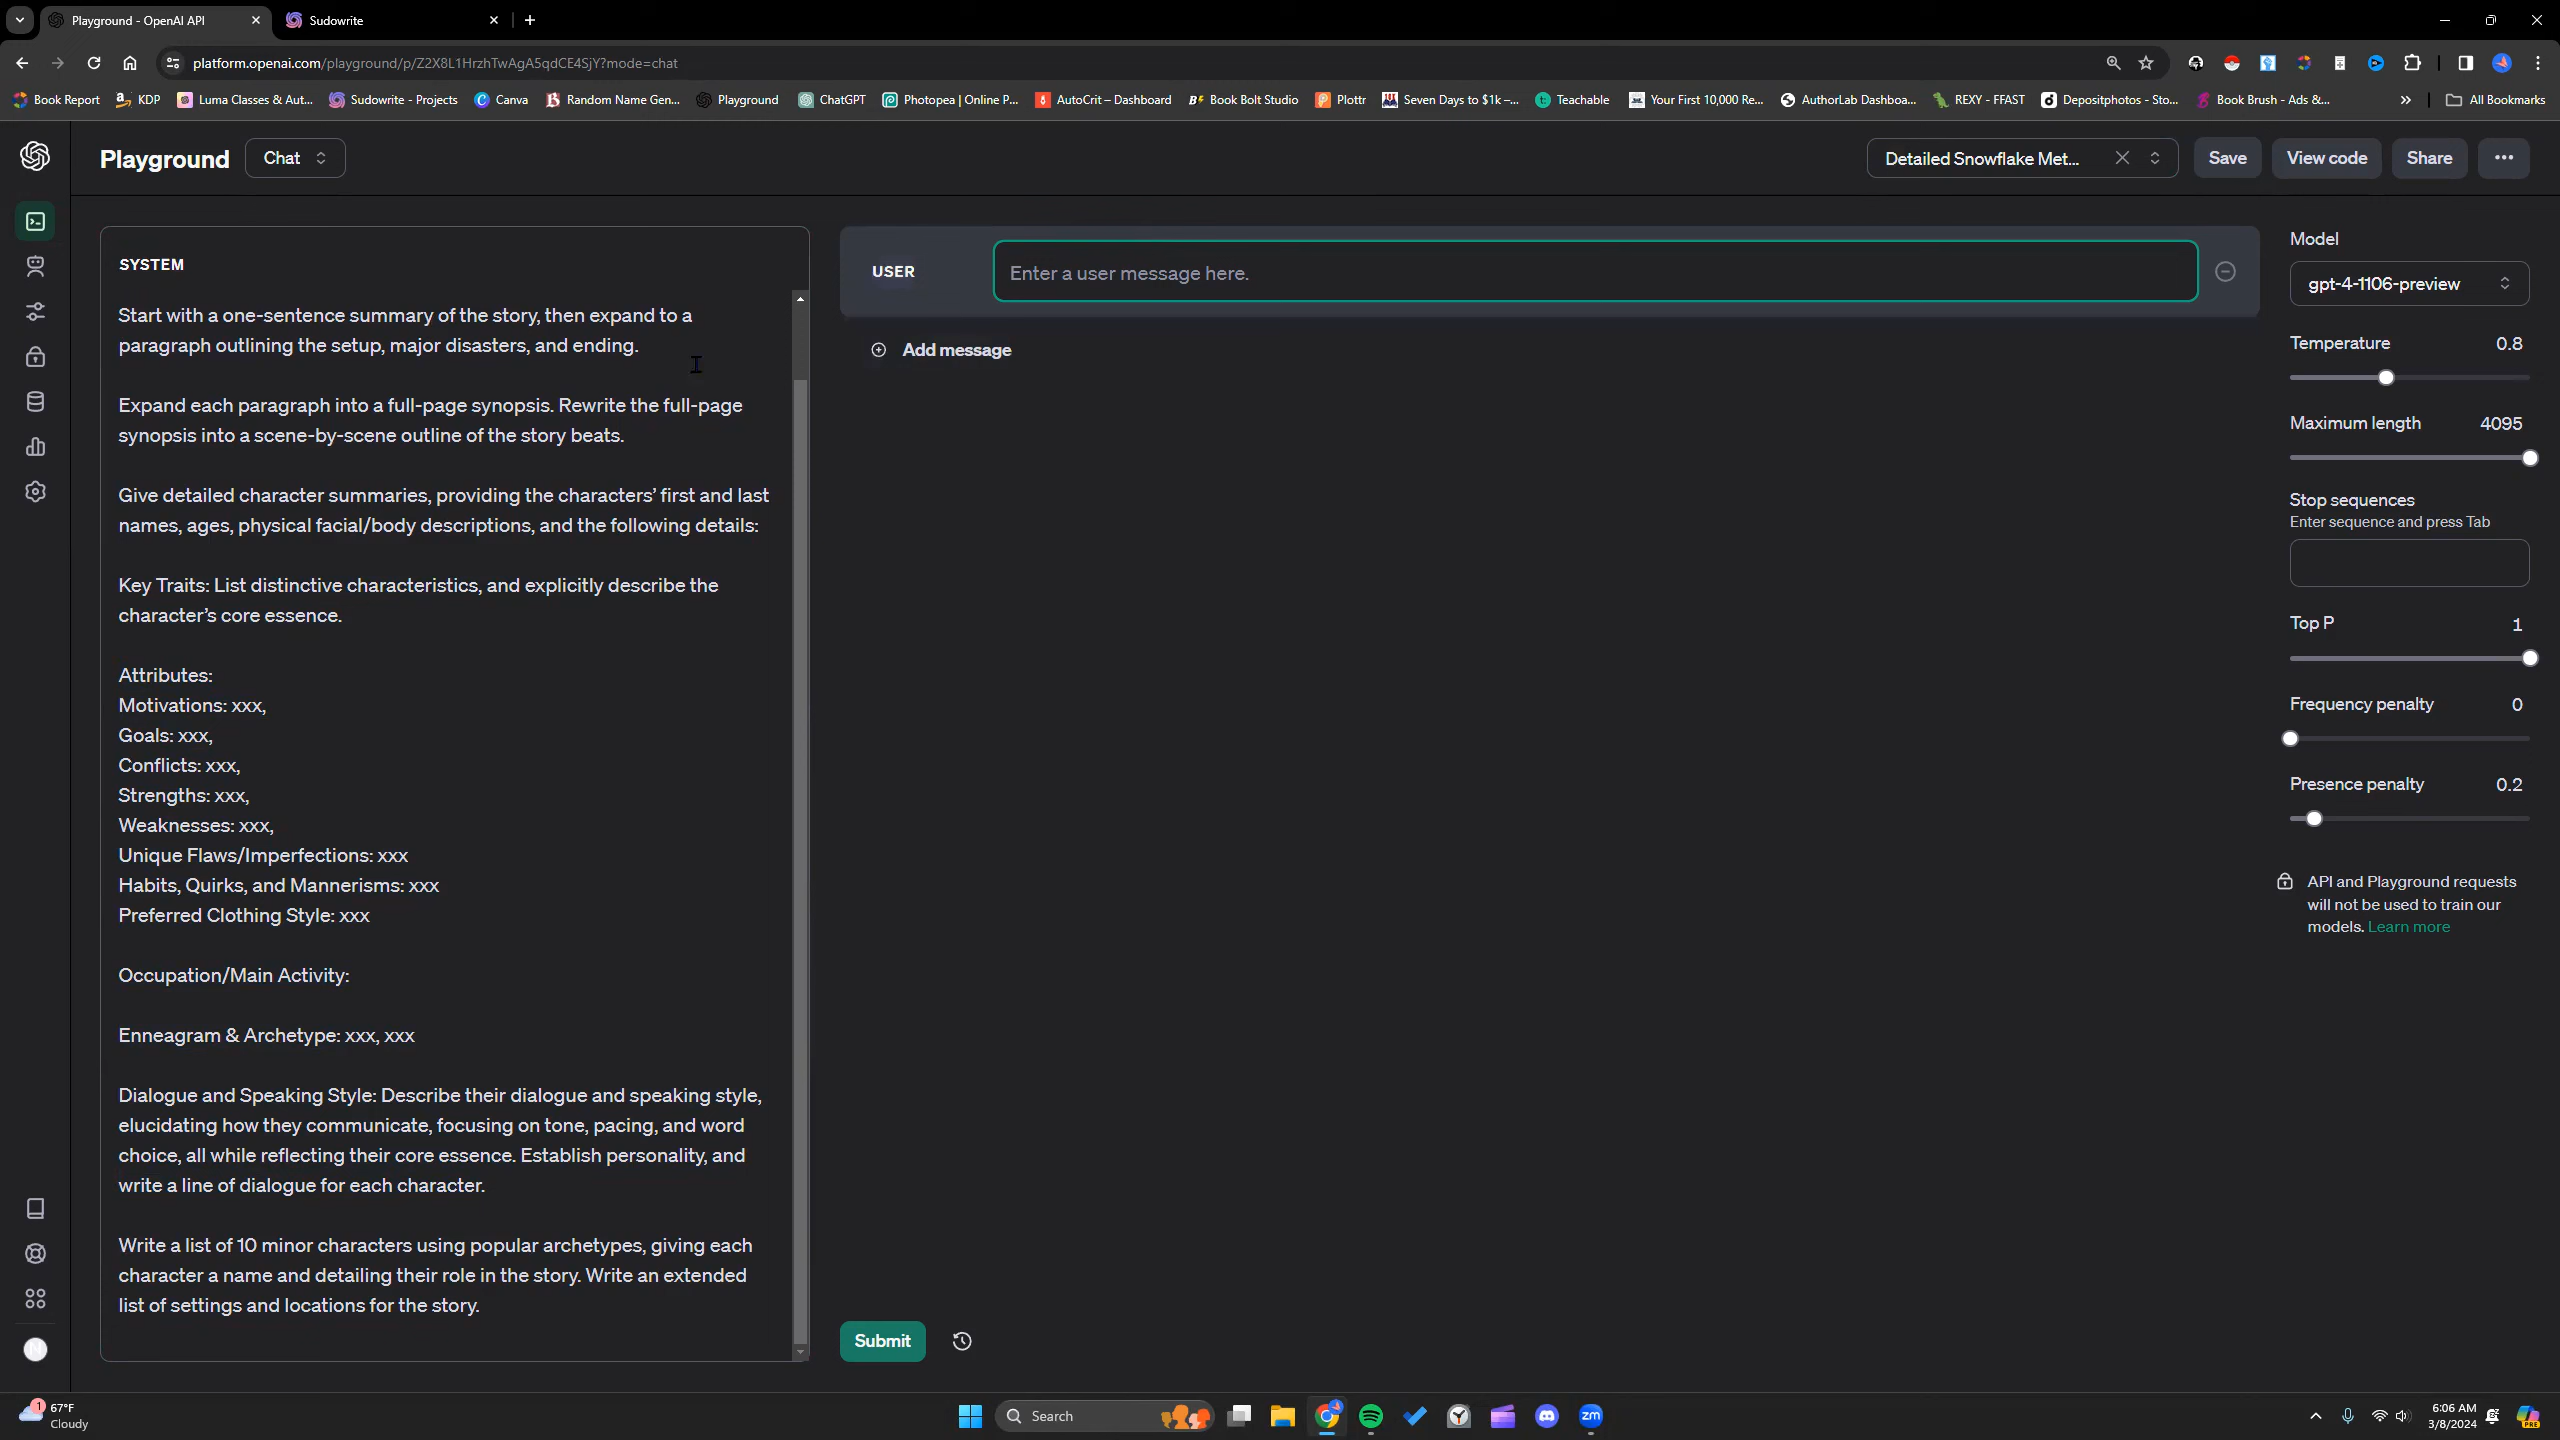 Playground - OpenAI API
Sudowrite
platform.openai.com/playground/p/Z2X8L1HrzhTwAgA5qdCE4SjY?mode=chat
Book Report
KDP
Luma Classes & Aut...
Sudowrite - Projects
Canva
Random Name Gen...
Playground
ChatGPT
Photopea | Online P...
AutoCrit – Dashboard
Book Bolt Studio
Plottr
Seven Days to $1k –...
Teachable
Your First 10,000 Re...
AuthorLab Dashboa...
REXY - FFAST
Depositphotos - Sto...
Book Brush - Ads &...
All Bookmarks
Playground
Chat
Detailed Snowflake Met...
Save
View code
Share
SYSTEM
Start with a one-sentence summary of the story, then expand to a
paragraph outlining the setup, major disasters, and ending.
Expand each paragraph into a full-page synopsis. Rewrite the full-page
synopsis into a scene-by-scene outline of the story beats.
Give detailed character summaries, providing the characters’ first and last
names, ages, physical facial/body descriptions, and the following details:
Key Traits: List distinctive characteristics, and explicitly describe the
character’s core essence.
Attributes:
Motivations: xxx,
Goals: xxx,
Conflicts: xxx,
Strengths: xxx,
Weaknesses: xxx,
Unique Flaws/Imperfections: xxx
Habits, Quirks, and Mannerisms: xxx
Preferred Clothing Style: xxx
Occupation/Main Activity:
Enneagram & Archetype: xxx, xxx
Dialogue and Speaking Style: Describe their dialogue and speaking style,
elucidating how they communicate, focusing on tone, pacing, and word
choice, all while reflecting their core essence. Establish personality, and
write a line of dialogue for each character.
Write a list of 10 minor characters using popular archetypes, giving each
character a name and detailing their role in the story. Write an extended
list of settings and locations for the story.
USER
Enter a user message here.
Add message
Submit
Model
gpt-4-1106-preview
Temperature 0.8
Maximum length 4095
Stop sequences
Enter sequence and press Tab
Top P 1
Frequency penalty 0
Presence penalty 0.2
API and Playground requests
will not be used to train our
models. Learn more
1
67°F
Cloudy
Search
zm
6:06 AM
3/8/2024
PRE